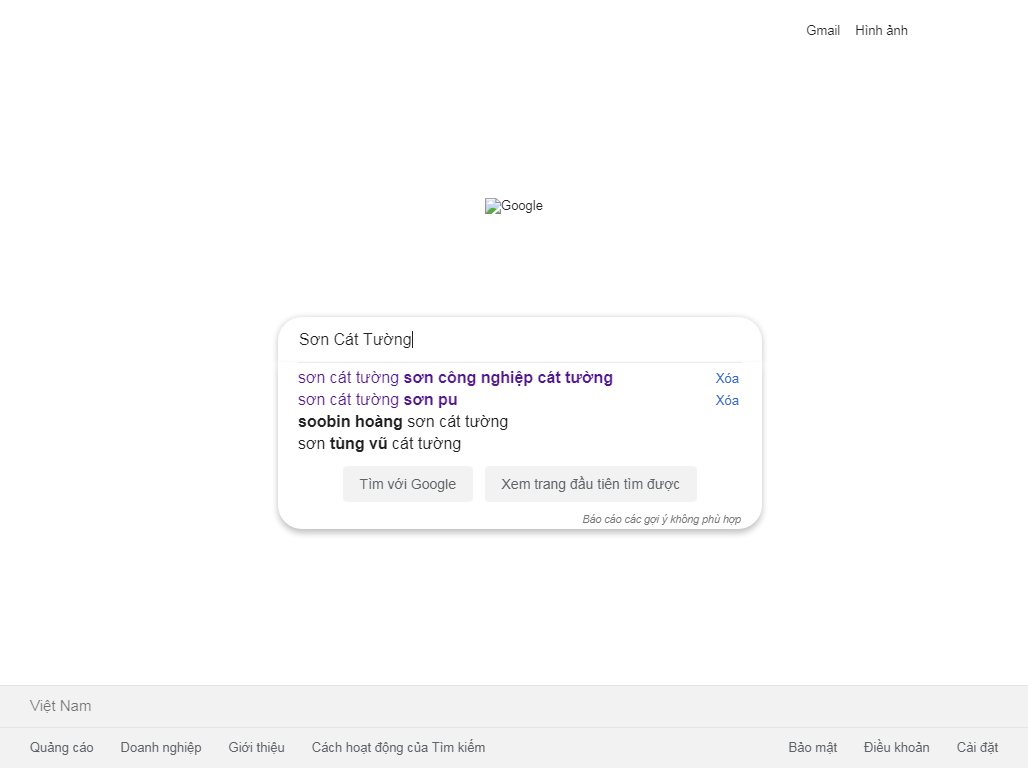 Gmail Hình ảnh
Google
Sơn Cát Tường
sơn cát tường sơn công nghiệp cát tường Xóa
sơn cát tường sơn pu Xóa
soobin hoàng sơn cát tường
sơn tùng vũ cát tường
Tìm với Google Xem trang đầu tiên tìm được
Báo cáo các gợi ý không phù hợp
Việt Nam
Quảng cáo Doanh nghiệp Giới thiệu Cách hoạt động của Tìm kiếm Bảo mật Điều khoản Cài đặt